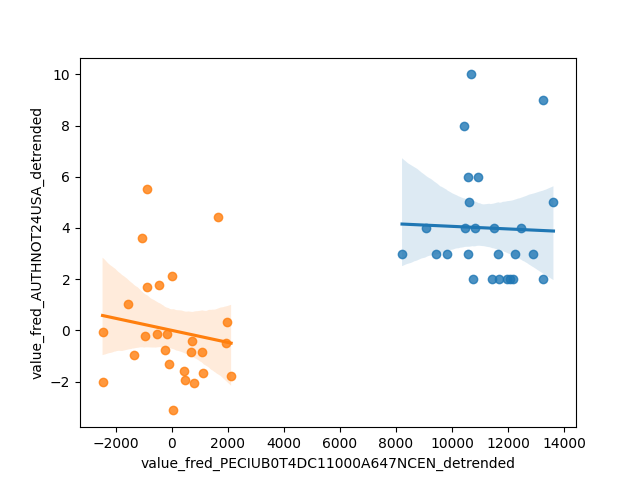 10
8
6
4
2
0
−2
value_fred_AUTHNOT24USA_detrended
−2000 0 2000 4000 6000 8000 10000 12000 14000
value_fred_PECIUB0T4DC11000A647NCEN_detrended